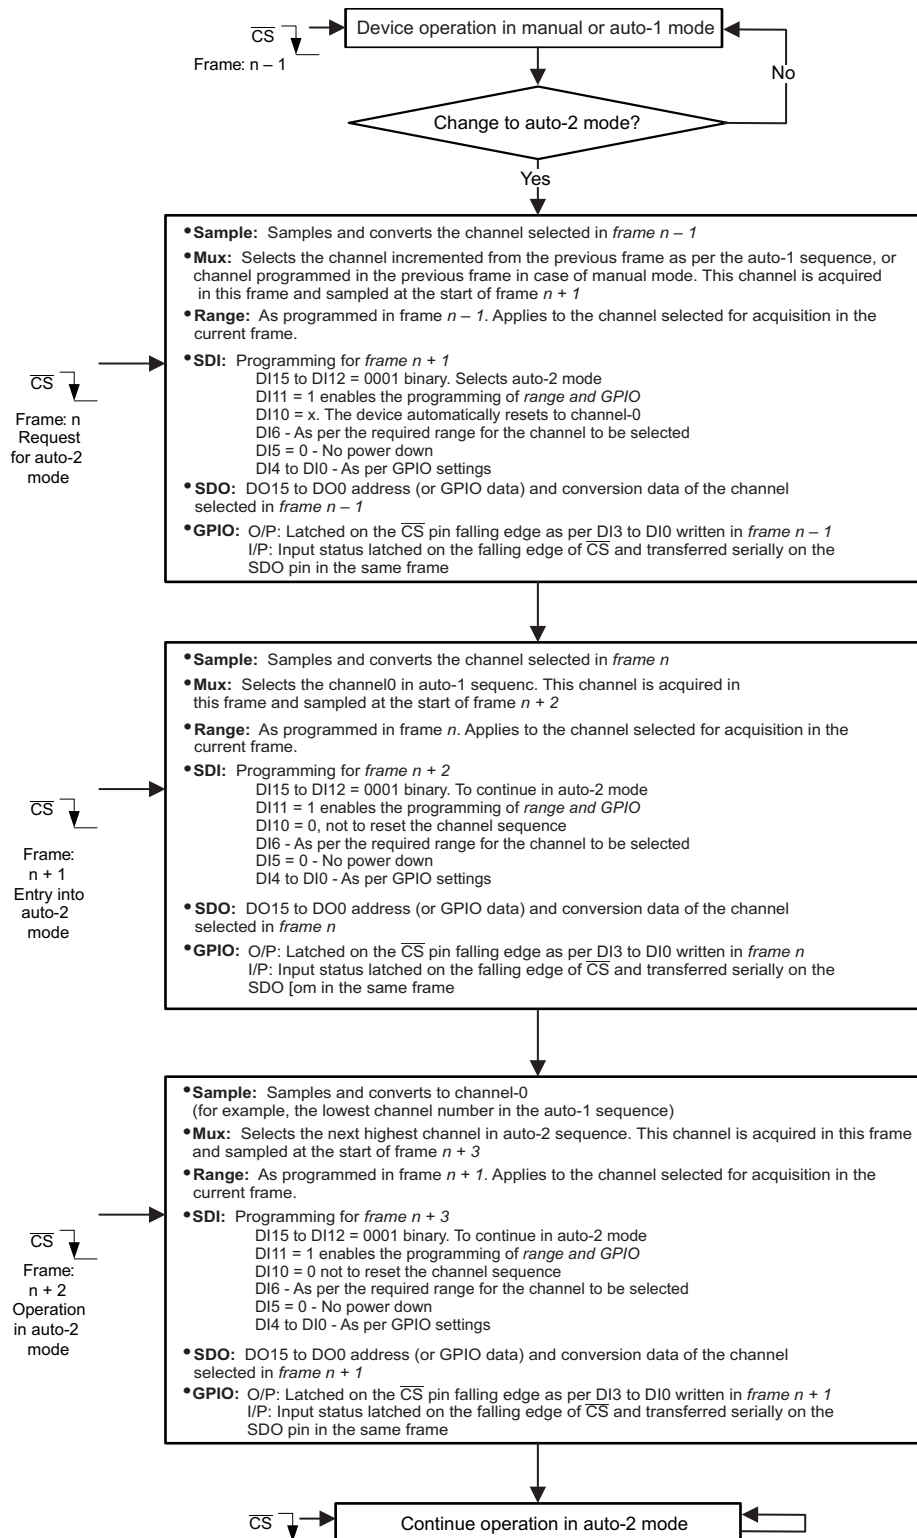 CS
Frame: n – 1
Device operation in manual or auto-1 mode
No
Change to auto-2 mode?
Yes
CS
Frame: n
Request
for auto-2
mode
•Sample: Samples and converts the channel selected in frame n – 1
•Mux: Selects the channel incremented from the previous frame as per the auto-1 sequence, or
channel programmed in the previous frame in case of manual mode. This channel is acquired
in this frame and sampled at the start of frame n + 1
•Range: As programmed in frame n – 1. Applies to the channel selected for acquisition in the
current frame.
•SDI: Programming for frame n + 1
DI15 to DI12 = 0001 binary. Selects auto-2 mode
DI11 = 1 enables the programming of range and GPIO
DI10 = x. The device automatically resets to channel-0
DI6 - As per the required range for the channel to be selected
DI5 = 0 - No power down
DI4 to DI0 - As per GPIO settings
•SDO: DO15 to DO0 address (or GPIO data) and conversion data of the channel
selected in frame n – 1
•GPIO: O/P: Latched on the CS pin falling edge as per DI3 to DI0 written in frame n – 1
I/P: Input status latched on the falling edge of CS and transferred serially on the
SDO pin in the same frame
CS
Frame:
n + 1
Entry into
auto-2
mode
•Sample: Samples and converts the channel selected in frame n
•Mux: Selects the channel0 in auto-1 sequenc. This channel is acquired in
this frame and sampled at the start of frame n + 2
•Range: As programmed in frame n. Applies to the channel selected for acquisition in the
current frame.
•SDI: Programming for frame n + 2
DI15 to DI12 = 0001 binary. To continue in auto-2 mode
DI11 = 1 enables the programming of range and GPIO
DI10 = 0, not to reset the channel sequence
DI6 - As per the required range for the channel to be selected
DI5 = 0 - No power down
DI4 to DI0 - As per GPIO settings
•SDO: DO15 to DO0 address (or GPIO data) and conversion data of the channel
selected in frame n
•GPIO: O/P: Latched on the CS pin falling edge as per DI3 to DI0 written in frame n
I/P: Input status latched on the falling edge of CS and transferred serially on the
SDO [om in the same frame
CS
Frame:
n + 2
Operation
in auto-2
mode
•Sample: Samples and converts to channel-0
(for example, the lowest channel number in the auto-1 sequence)
•Mux: Selects the next highest channel in auto-2 sequence. This channel is acquired in this frame
and sampled at the start of frame n + 3
•Range: As programmed in frame n + 1. Applies to the channel selected for acquisition in the
current frame.
•SDI: Programming for frame n + 3
DI15 to DI12 = 0001 binary. To continue in auto-2 mode
DI11 = 1 enables the programming of range and GPIO
DI10 = 0 not to reset the channel sequence
DI6 - As per the required range for the channel to be selected
DI5 = 0 - No power down
DI4 to DI0 - As per GPIO settings
•SDO: DO15 to DO0 address (or GPIO data) and conversion data of the channel
selected in frame n + 1
•GPIO: O/P: Latched on the CS pin falling edge as per DI3 to DI0 written in frame n + 1
I/P: Input status latched on the falling edge of CS and transferred serially on the
SDO pin in the same frame
CS
Continue operation in auto-2 mode